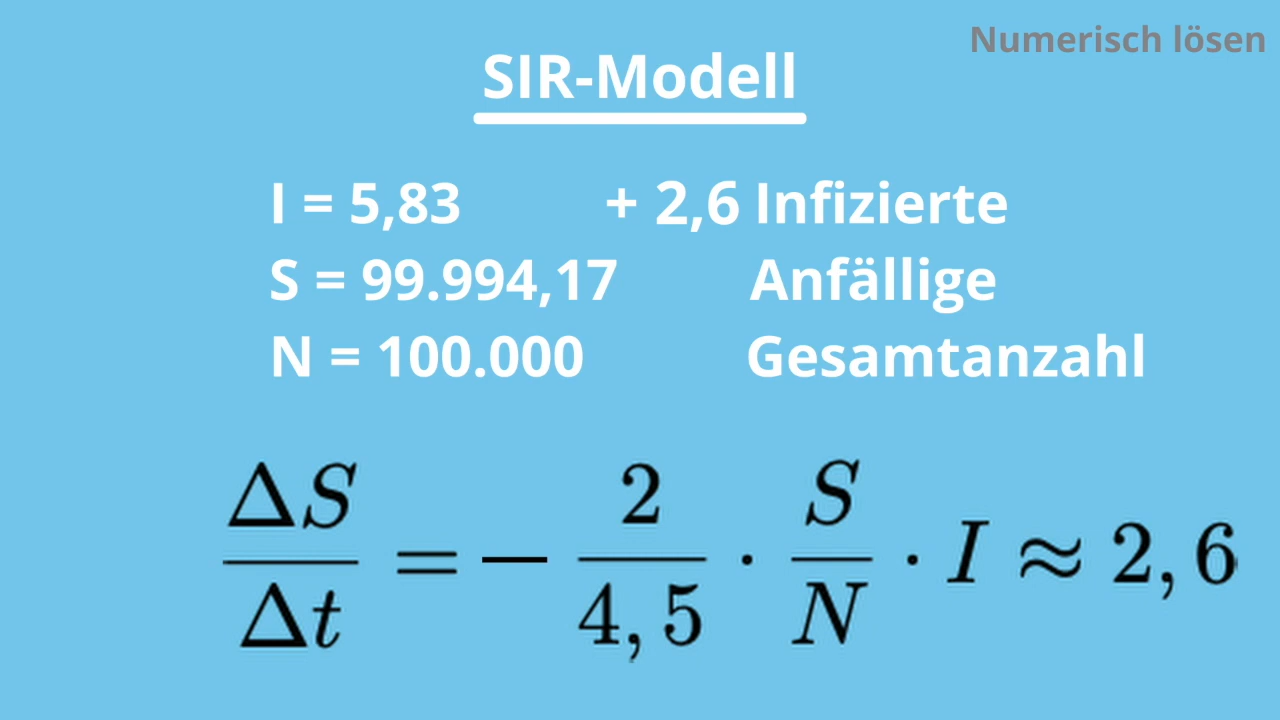 Numerisch lösen
SIR-Modell
I = 5,83 + 2,6 Infizierte
S = 99.994,17 Anfällige
N = 100.000 Gesamtanzahl
ΔS/Δt = − 2/4,5 · S/N · I ≈ 2,6